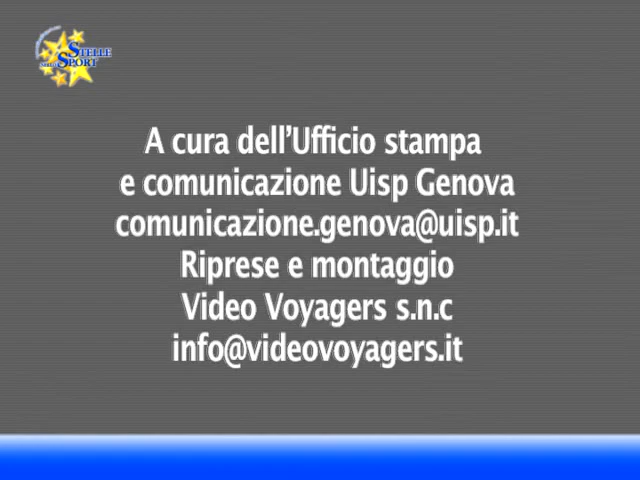 STELLE
NELLO SPORT
A cura dell'Ufficio stampa
e comunicazione Uisp Genova
comunicazione.genova@uisp.it
Riprese e montaggio
Video Voyagers s.n.c
info@videovoyagers.it